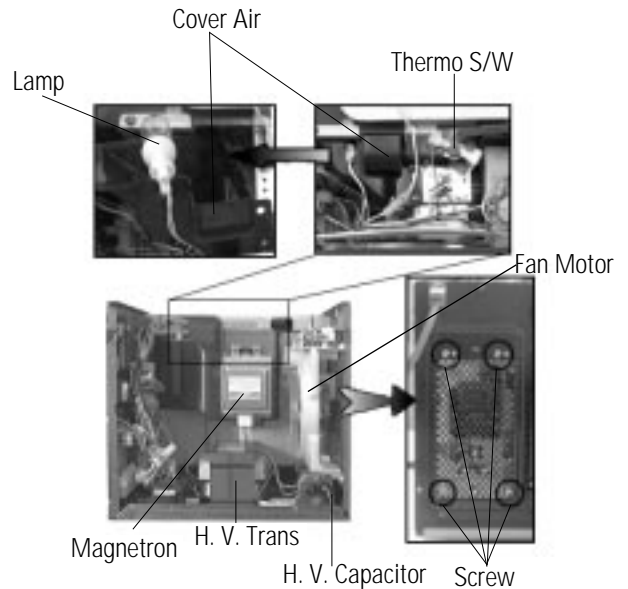 Cover Air
Thermo S/W
Lamp
Fan Motor
Magnetron
H. V. Trans
H. V. Capacitor
Screw